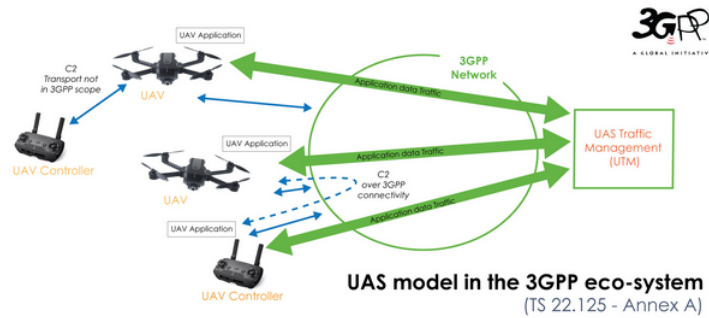 3GPP
A GLOBAL INITIATIVE
UAV Application
C2
Transport not
in 3GPP scope
UAV
3GPP
Network
Application data Traffic
UAV Controller
UAV Application
Application data Traffic
UAS Traffic
Management
(UTM)
UAV
C2
over 3GPP
connectivity
UAV Application
Application data Traffic
UAV Controller
UAS model in the 3GPP eco-system
(TS 22.125 - Annex A)